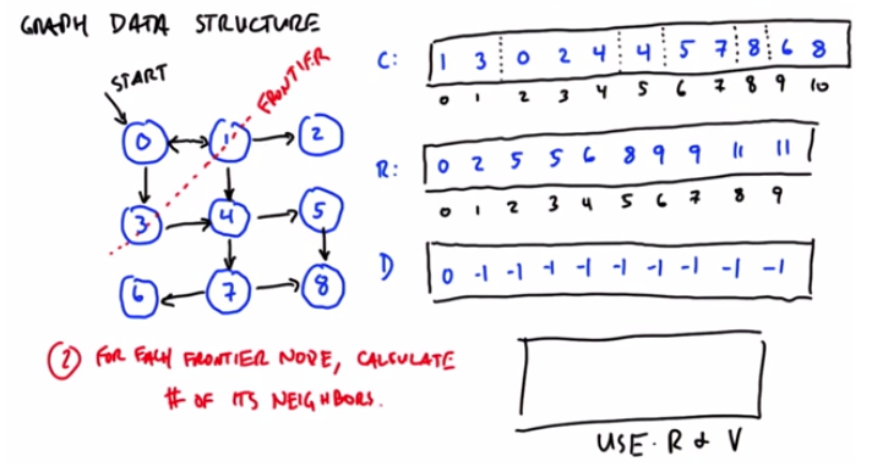 GRAPH DATA STRUCTURE
START
FRONTIER
0 1 2
3 4 5
6 7 8
C: 1 3 0 2 4 4 5 7 8 6 8
0 1 2 3 4 5 6 7 8 9 10
R: 0 2 5 5 6 8 9 9 11 11
0 1 2 3 4 5 6 7 8 9
D 0 -1 -1 -1 -1 -1 -1 -1 -1 -1
2 FOR EACH FRONTIER NODE, CALCULATE
# OF ITS NEIGHBORS.
USE R & V